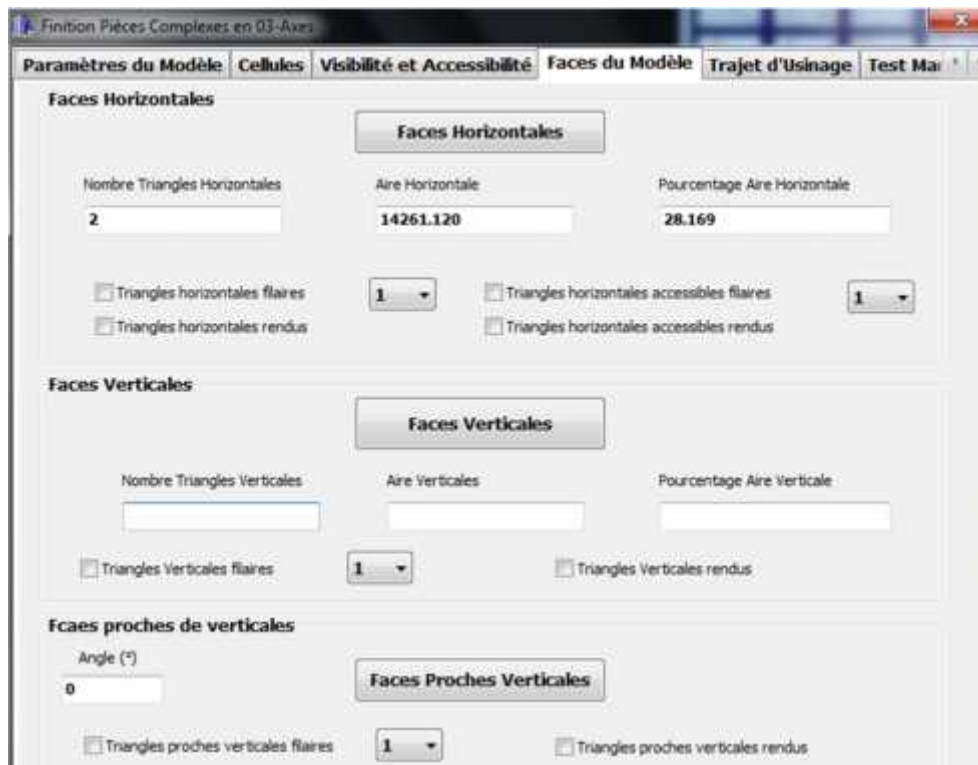 Finition Pièces Complexes en 03-Axes
Paramètres du Modèle Cellules Visibilité et Accessibilité Faces du Modèle Trajet d'Usinage Test
Faces Horizontales
Faces Horizontales
Nombre Triangles Horizontales Aire Horizontale Pourcentage Aire Horizontale
2 14261.120 28.169
Triangles horizontales filaires 1 Triangles horizontales accessibles filaires 1
Triangles horizontales rendus Triangles horizontales accessibles rendus
Faces Verticales
Faces Verticales
Nombre Triangles Verticales Aire Verticales Pourcentage Aire Verticale
Triangles Verticales filaires 1 Triangles Verticales rendus
Fcaes proches de verticales
Angle (°)
0 Faces Proches Verticales
Triangles proches verticales filaires 1 Triangles proches verticales rendus